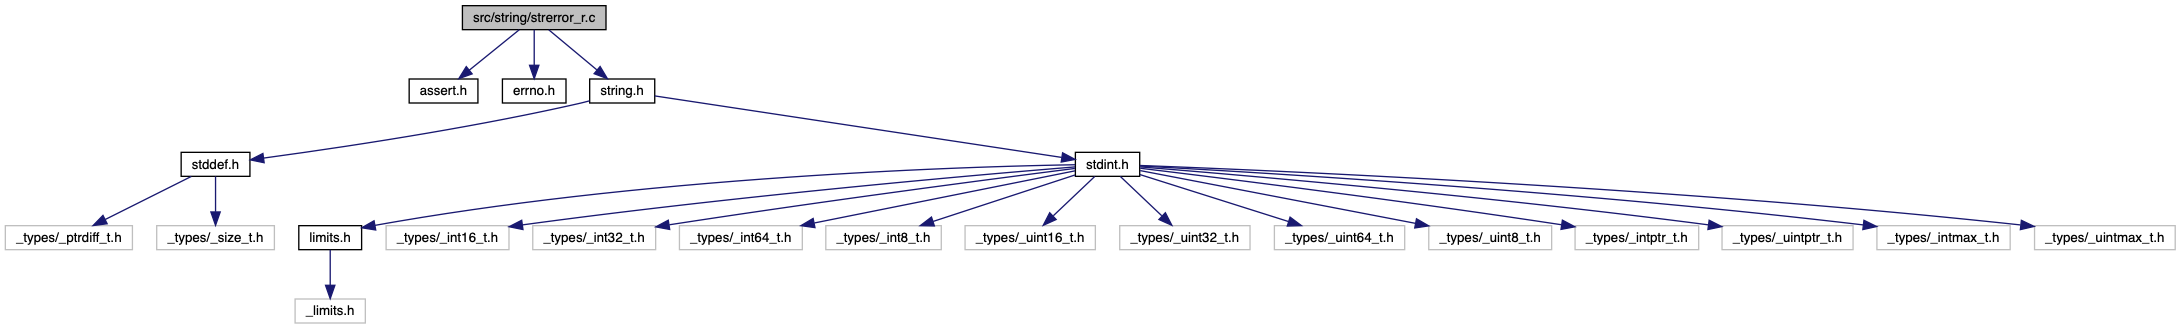 src/string/strerror_r.c
assert.h
errno.h
string.h
stddef.h
stdint.h
_types/_ptrdiff_t.h
_types/_size_t.h
limits.h
_types/_int16_t.h
_types/_int32_t.h
_types/_int64_t.h
_types/_int8_t.h
_types/_uint16_t.h
_types/_uint32_t.h
_types/_uint64_t.h
_types/_uint8_t.h
_types/_intptr_t.h
_types/_uintptr_t.h
_types/_intmax_t.h
_types/_uintmax_t.h
_limits.h